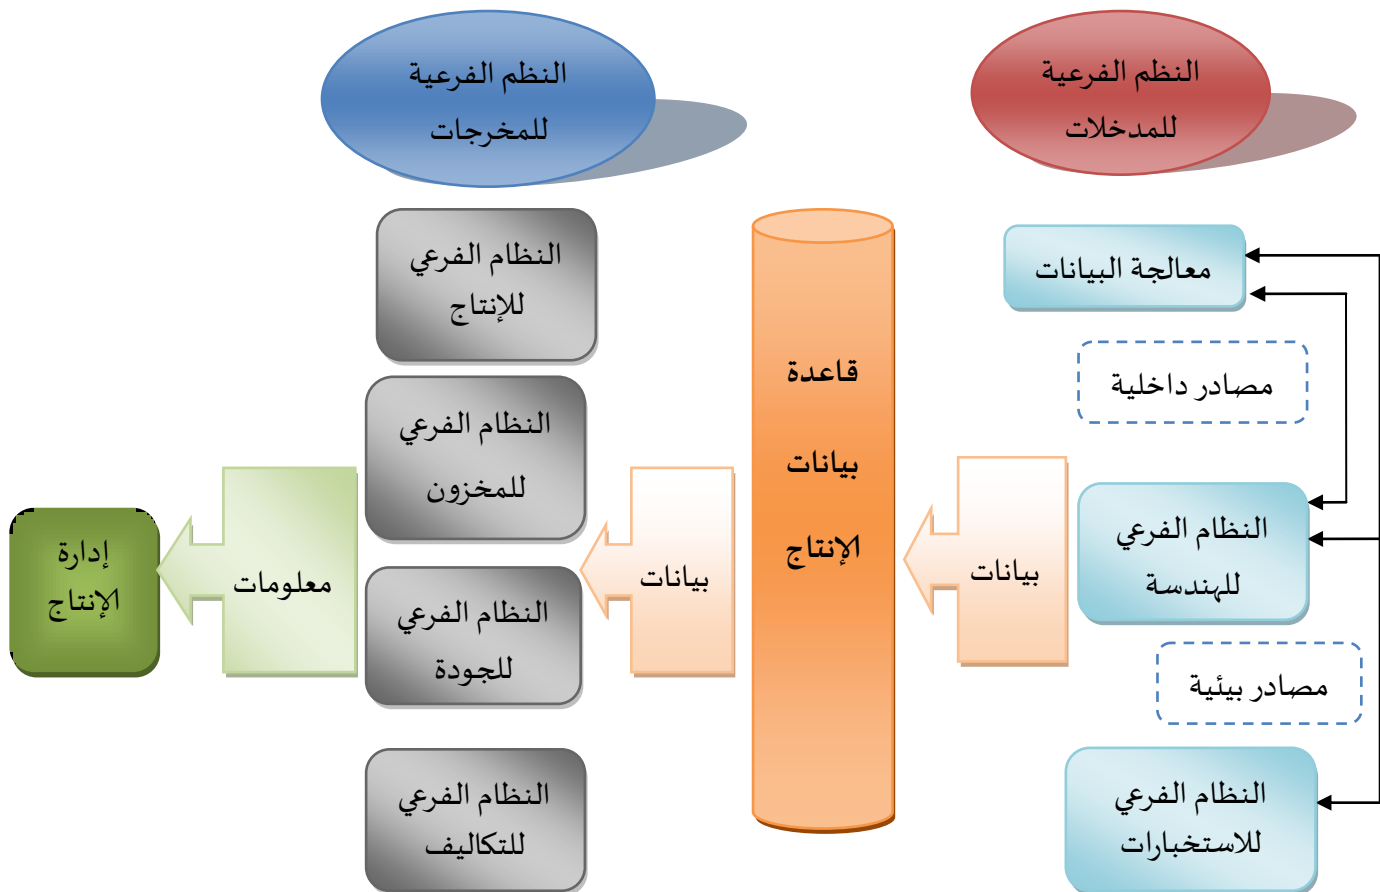 النظم الفرعية
للمدخلات
النظم الفرعية
للمخرجات
معالجة البيانات
مصادر داخلية
النظام الفرعي
للهندسة
مصادر بيئية
النظام الفرعي
للاستخبارات
بيانات
قاعدة
بيانات
الإنتاج
بيانات
النظام الفرعي
للإنتاج
النظام الفرعي
للمخزون
النظام الفرعي
للجودة
النظام الفرعي
للتكاليف
معلومات
إدارة
الإنتاج